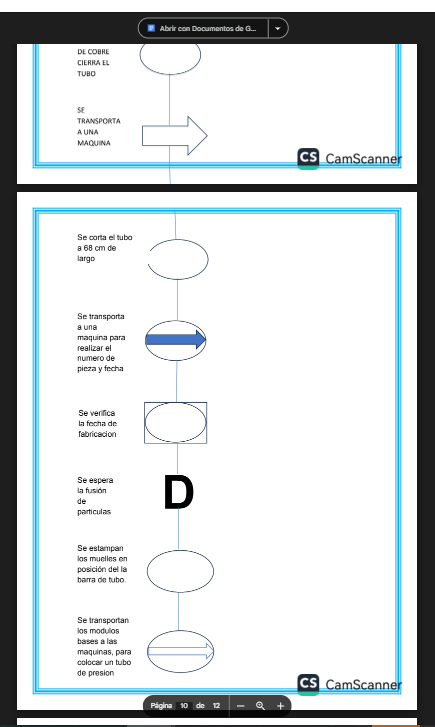 Abrir con Documentos de G...
DE COBRE
CIERRA EL
TUBO
SE
TRANSPORTA
A UNA
MAQUINA
CS CamScanner
Se corta el tubo
a 68 cm de
largo
Se transporta
a una
maquina para
realizar el
numero de
pieza y fecha
Se verifica
la fecha de
fabricacion
Se espera
la fusión
de
particulas
D
Se estampan
los muelles en
posición del la
barra de tubo.
Se transportan
los modulos
bases a las
maquinas, para
colocar un tubo
de presion
CS CamScanner
Página 10 de 12